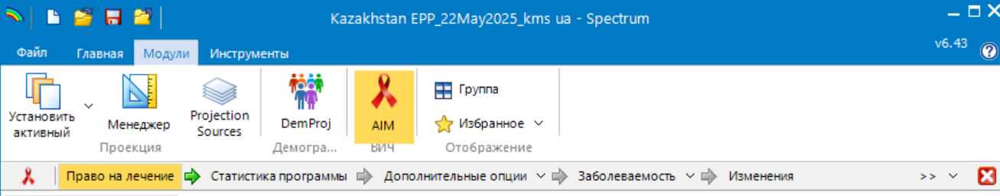 Kazakhstan EPP_22May2025_kms ua - Spectrum
v6.43
Файл Главная Модули Инструменты
Установить активный
Менеджер
Projection Sources
DemProj
AIM
Группа
Избранное
Проекция
Демогра...
ВИЧ
Отображение
Право на лечение Статистика программы Дополнительные опции Заболеваемость Изменения >>